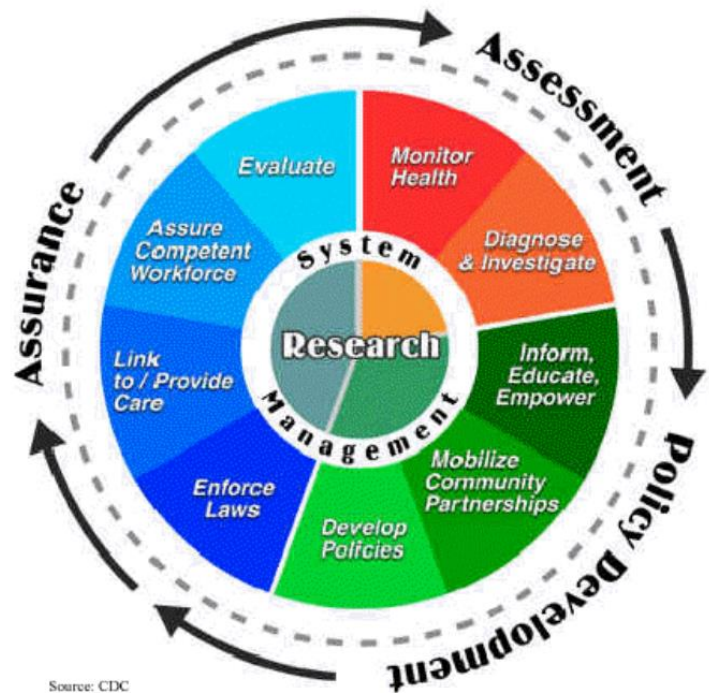 Assessment
Policy Development
Assurance
Monitor
Health
Diagnose
& Investigate
Inform,
Educate,
Empower
Mobilize
Community
Partnerships
Develop
Policies
Enforce
Laws
Link
to / Provide
Care
Assure
Competent
Workforce
Evaluate
System
Management
Research
Source: CDC